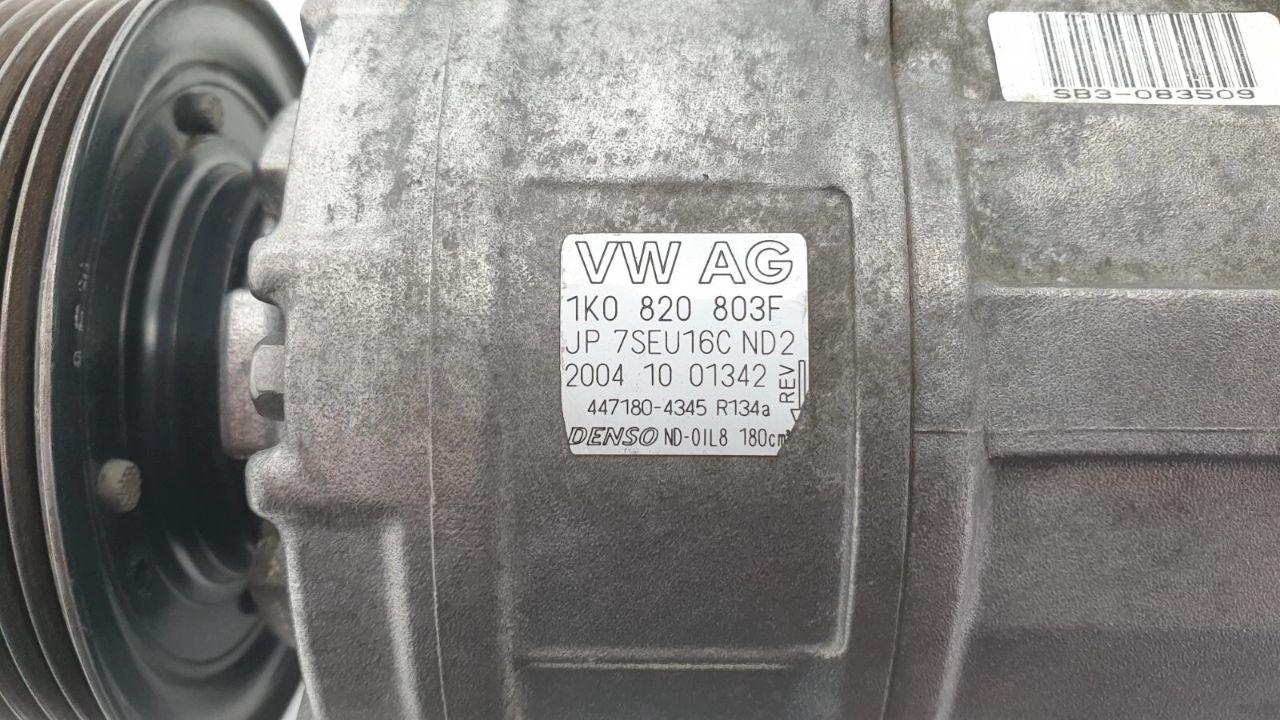 SB3-083509
VW AG
1K0 820 803F
JP 7SEU16C ND2
2004 10 01342
REV
447180-4345 R134a
DENSO ND-OIL8 180cm³